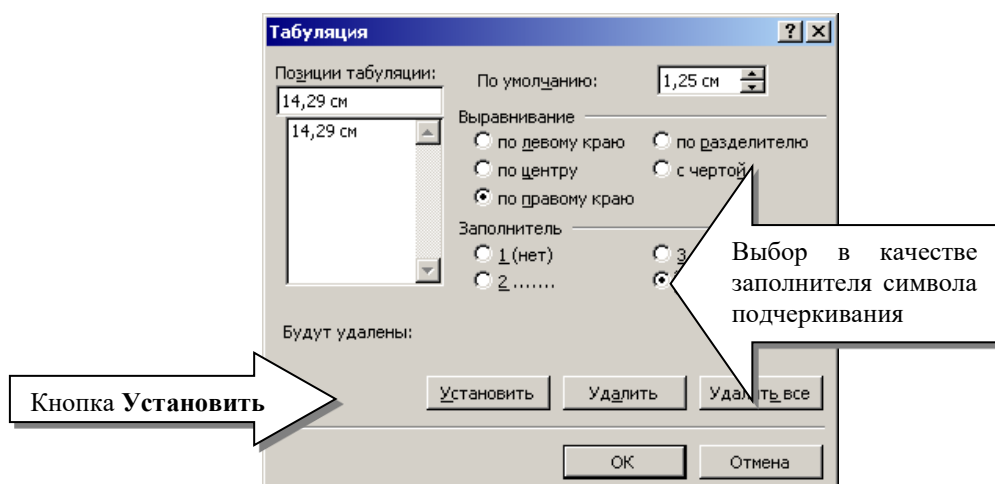 Табуляция
Позиции табуляции:
По умолчанию: 1,25 см
14,29 см
14,29 см
Выравнивание
по левому краю по разделителю
по центру с чертой
по правому краю
Заполнитель
1 (нет) 3
2 .......
Выбор в качестве
заполнителя символа
подчеркивания
Будут удалены:
Кнопка Установить
Установить Удалить Удалить все
ОК Отмена